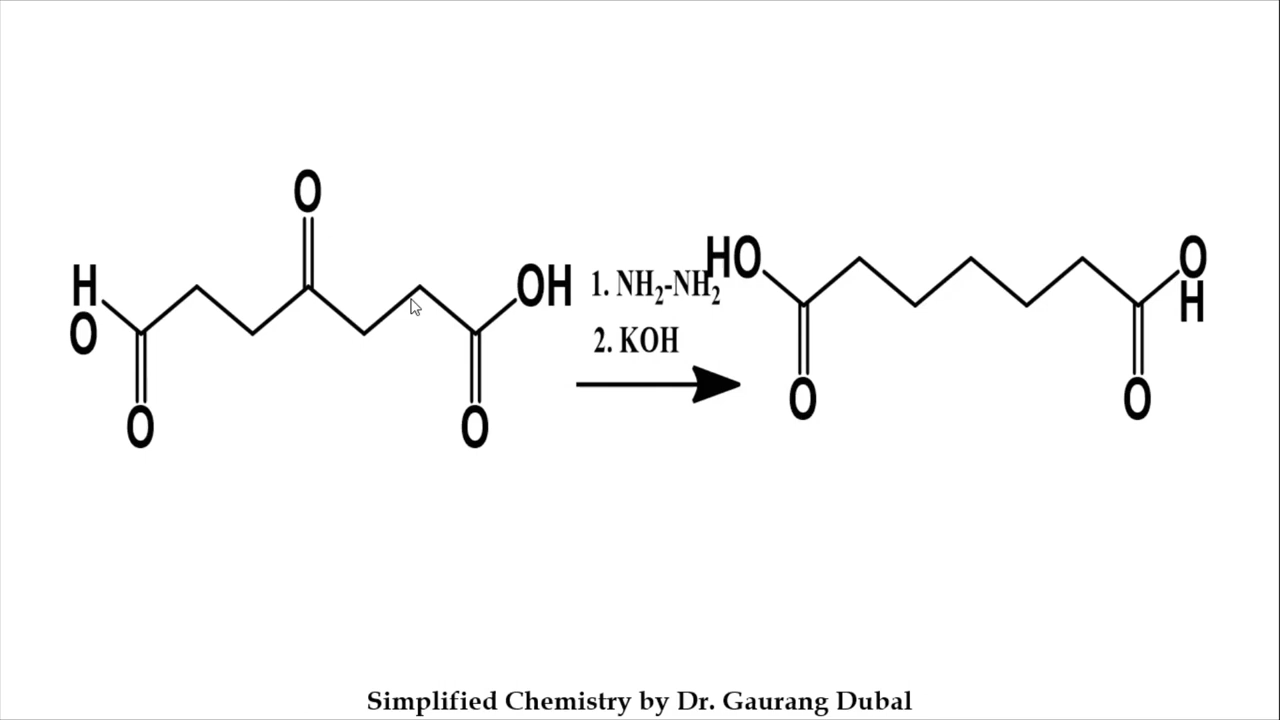 O
H
O
OH
O
O
1. NH₂-NH₂
2. KOH
HO
O
O
H
O
Simplified Chemistry by Dr. Gaurang Dubal